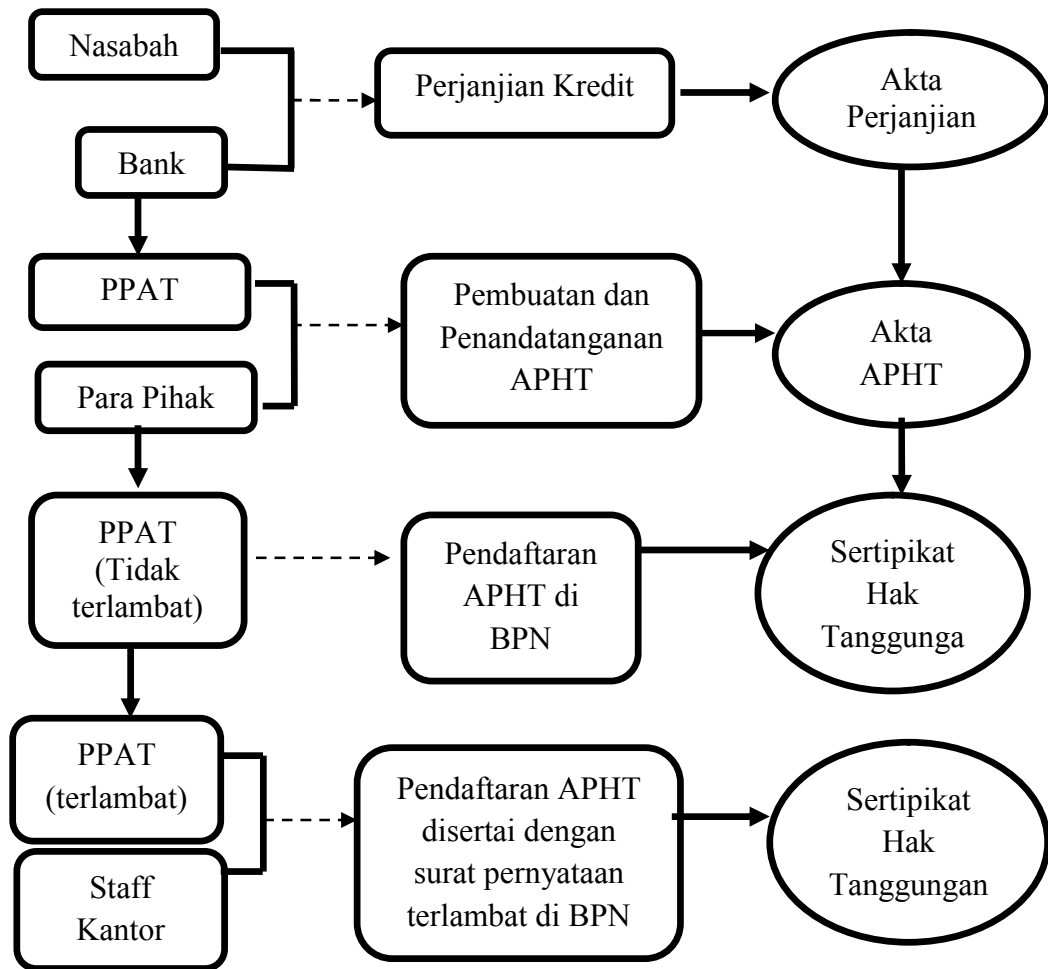 Nasabah
Perjanjian Kredit
Akta
Perjanjian
Bank
PPAT
Pembuatan dan
Penandatanganan
APHT
Akta
APHT
Para Pihak
PPAT
(Tidak
terlambat)
Pendaftaran
APHT di
BPN
Sertipikat
Hak
Tanggunga
PPAT
(terlambat)
Pendaftaran APHT
disertai dengan
surat pernyataan
terlambat di BPN
Sertipikat
Hak
Tanggungan
Staff
Kantor